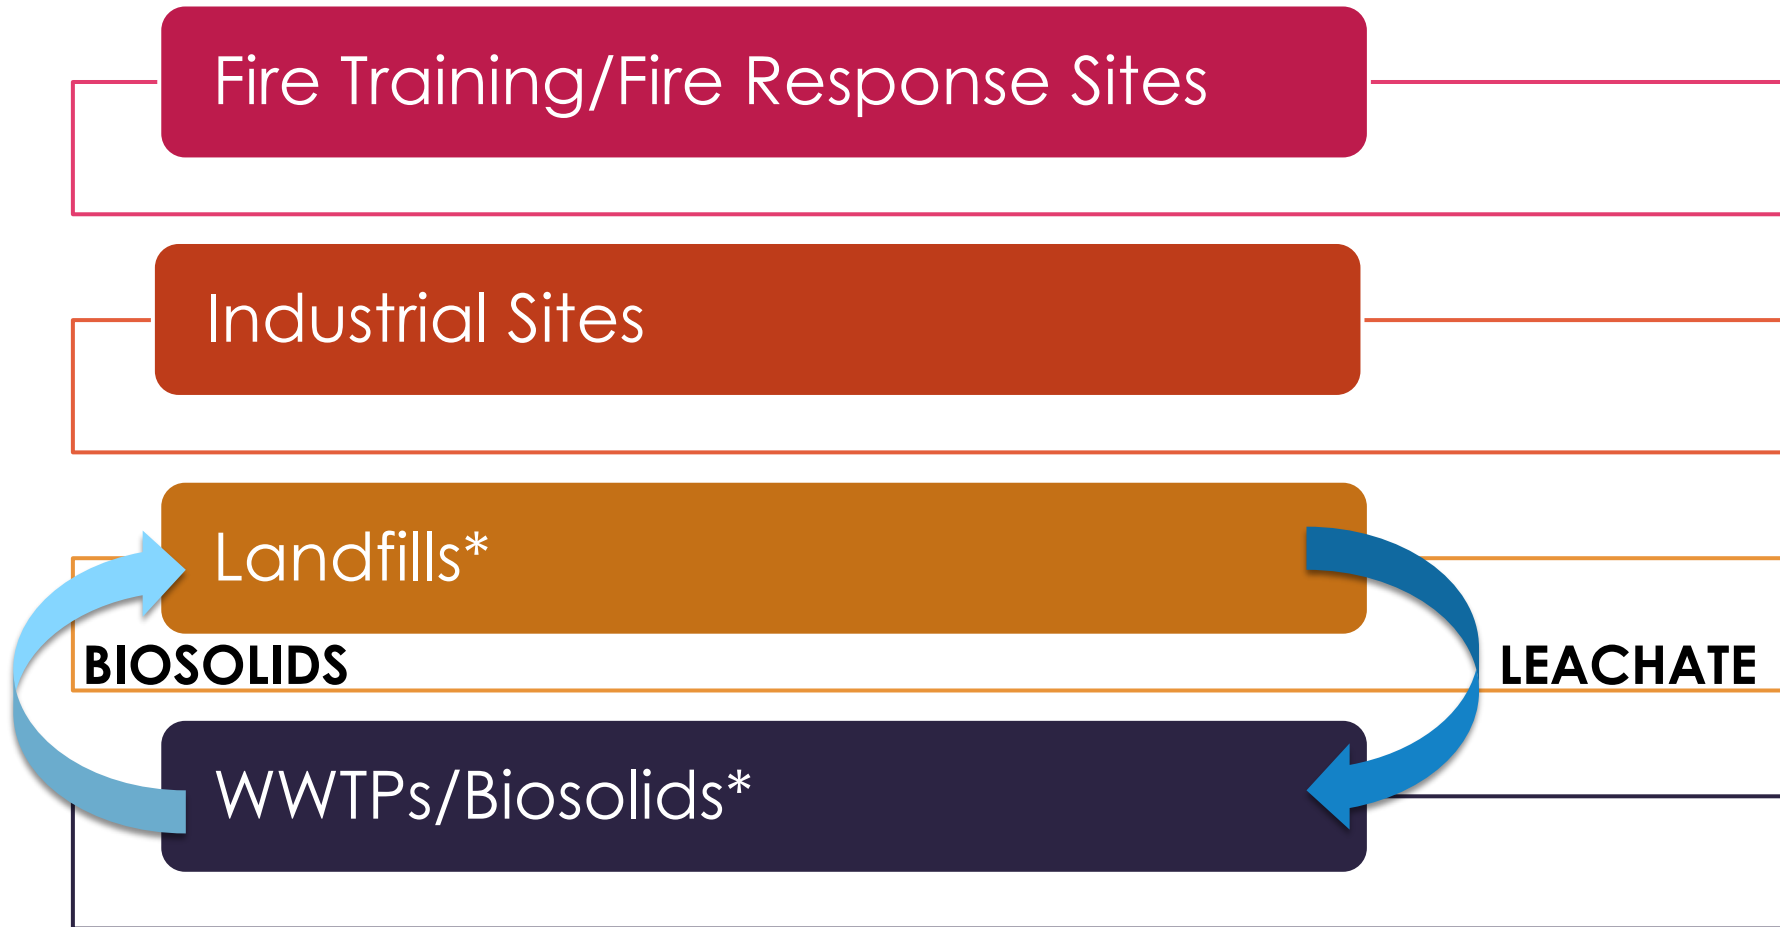 Fire Training/Fire Response Sites
Industrial Sites
Landfills*
BIOSOLIDS
LEACHATE
WWTPs/Biosolids*